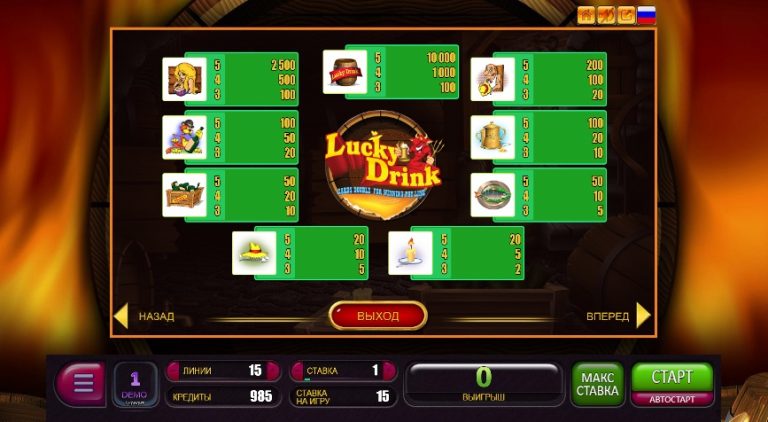 5 2500
4 500
3 100
5 10 000
4 1 000
3 100
5 200
4 100
3 20
5 100
4 50
3 20
Lucky Drink
5 100
4 20
3 10
5 50
4 20
3 10
5 50
4 10
3 5
5 20
4 10
3 5
5 20
4 5
3 2
НАЗАД
ВЫХОД
ВПЕРЕД
ЛИНИИ 15
СТАВКА 1
КРЕДИТЫ 985
СТАВКА
НА ИГРУ 15
1
DEMO
0
ВЫИГРЫШ
МАКС
СТАВКА
СТАРТ
АВТОСТАРТ